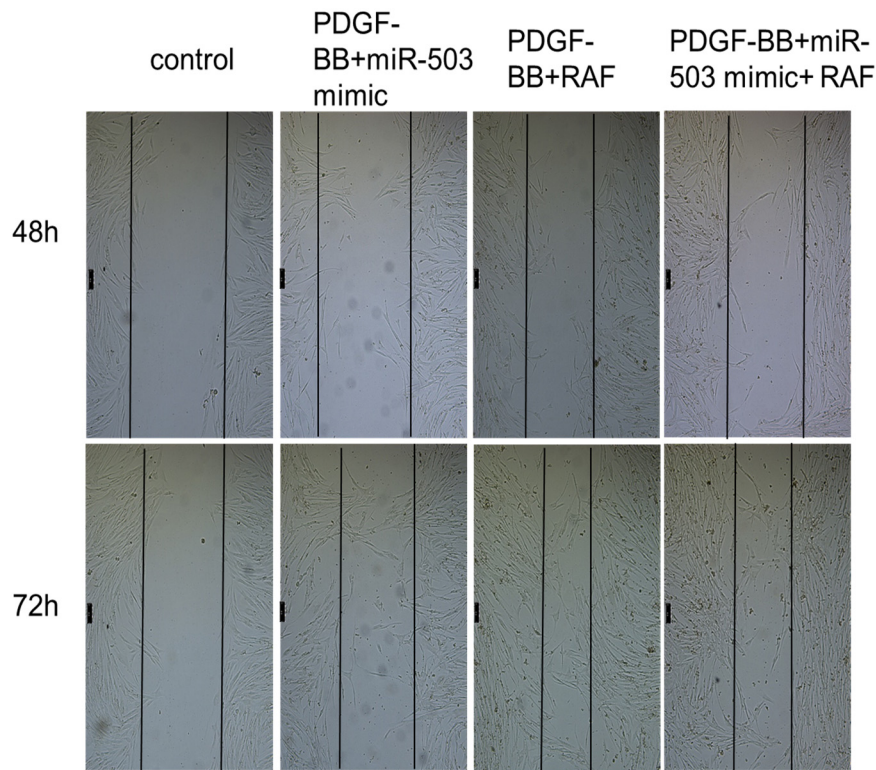 control
PDGF-
BB+miR-503
mimic
PDGF-
BB+RAF
PDGF-BB+miR-
503 mimic+ RAF
48h
72h